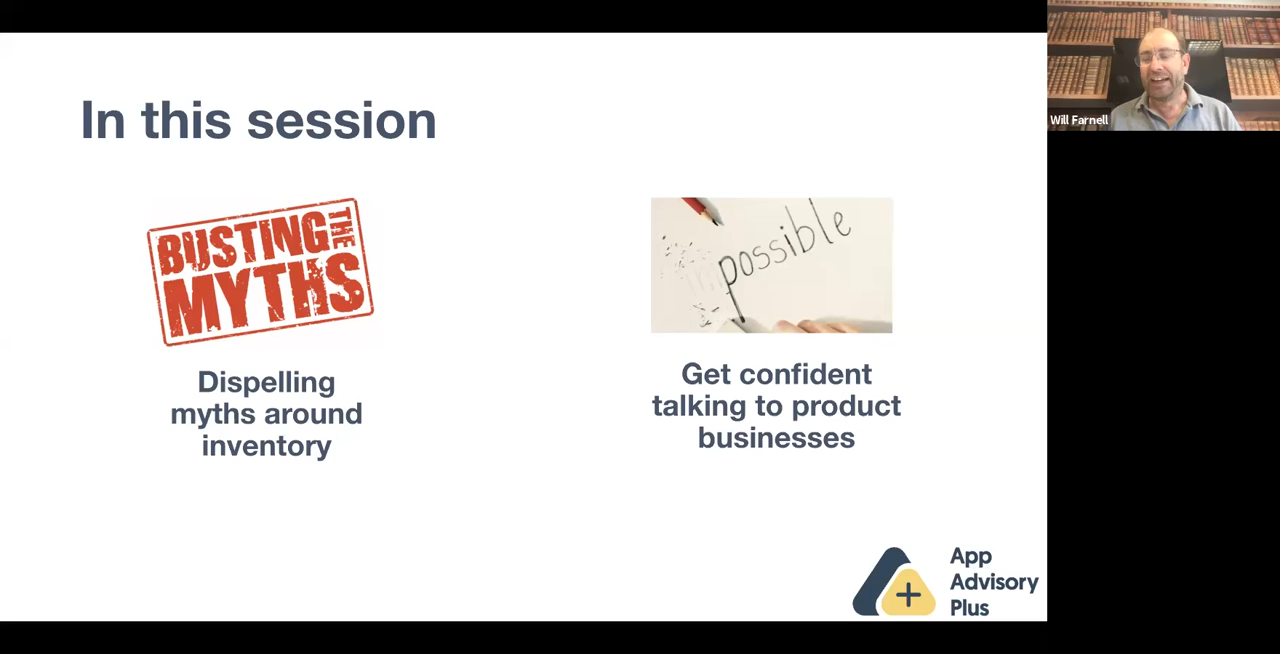 In this session
BUSTING THE
MYTHS
Dispelling
myths around
inventory
impossible
Get confident
talking to product
businesses
App
Advisory
Plus
Will Farnell